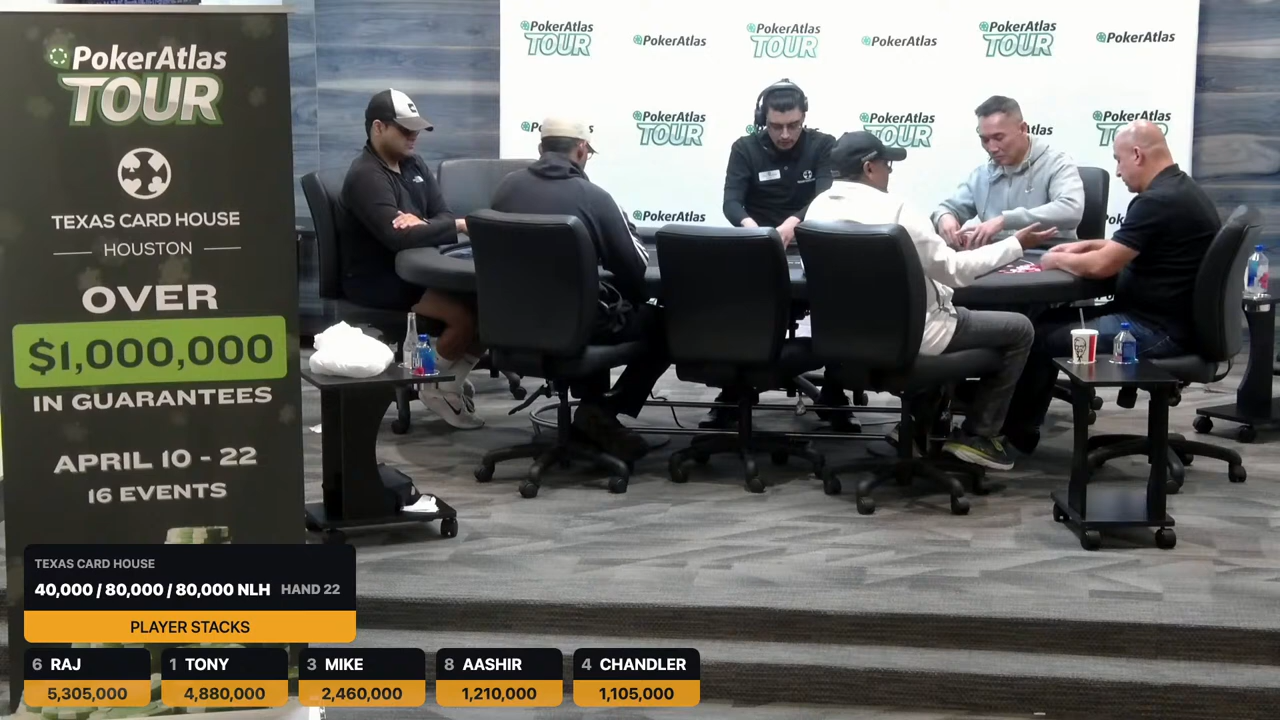 PokerAtlas
TOUR
TEXAS CARD HOUSE
HOUSTON
OVER
$1,000,000
IN GUARANTEES
APRIL 10 - 22
16 EVENTS
PokerAtlas
TOUR
PokerAtlas
PokerAtlas
TOUR
PokerAtlas
PokerAtlas
TOUR
PokerAtlas
PokerAtlas
TOUR
PokerAtlas
TOUR
PokerAtlas
TOUR
PokerAtlas
KFC
TEXAS CARD HOUSE
40,000 / 80,000 / 80,000 NLH HAND 22
PLAYER STACKS
6 RAJ
5,305,000
1 TONY
4,880,000
3 MIKE
2,460,000
8 AASHIR
1,210,000
4 CHANDLER
1,105,000